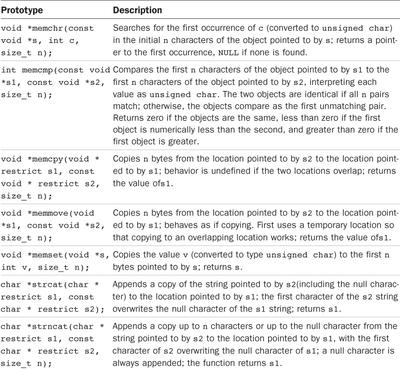 Prototype Description
void *memchr(const Searches for the first occurrence of c (converted to unsigned char) in
void *s, int c, the initial n characters of the object pointed to by s; returns a point-
size_t n); er to the first occurrence, NULL if none is found.
int memcmp(const void Compares the first n characters of the object pointed to by s1 to the
*s1, const void *s2, first n characters of the object pointed to by s2, interpreting each
size_t n); value as unsigned char. The two objects are identical if all n pairs
match; otherwise, the objects compare as the first unmatching pair.
Returns zero if the objects are the same, less than zero if the first
object is numerically less than the second, and greater than zero if
the first object is greater.
void *memcpy(void * Copies n bytes from the location pointed to by s2 to the location point-
restrict s1, const ed to by s1; behavior is undefined if the two locations overlap; returns
void * restrict s2, the value ofs1.
size_t n);
void *memmove(void Copies n bytes from the location pointed to by s2 to the location point-
*s1, const void *s2, ed to by s1; behaves as if copying. First uses a temporary location so
size_t n); that copying to an overlapping location works; returns the value ofs1.
void *memset(void *s, Copies the value v (converted to type unsigned char) to the first n
int v, size_t n); bytes pointed to by s; returns s.
char *strcat(char * Append a copy of the string pointed to by s2(including the null charac-
restrict s1, const ter) to the location pointed to by s1; the first character of the s2 string
char * restrict s2); overwrites the null character of the s1 string; returns s1.
char *strncat(char * Append a copy up to n characters or up to the null character from the
restrict s1, const string pointed to by s2 to the location pointed to by s1, with the first
char * restrict s2, character of s2 overwriting the null character of s1; a null character is
size_t n); always appended; the function returns s1.